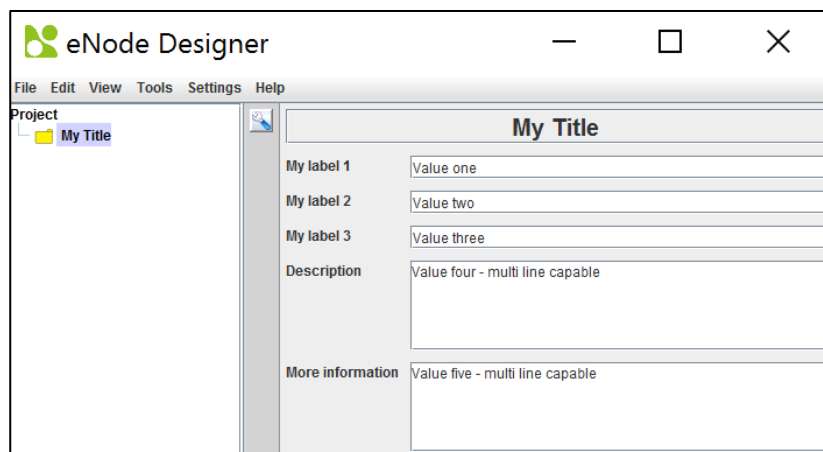 eNode Designer
File Edit View Tools Settings Help
Project
My Title
My Title
My label 1 Value one
My label 2 Value two
My label 3 Value three
Description Value four - multi line capable
More information Value five - multi line capable